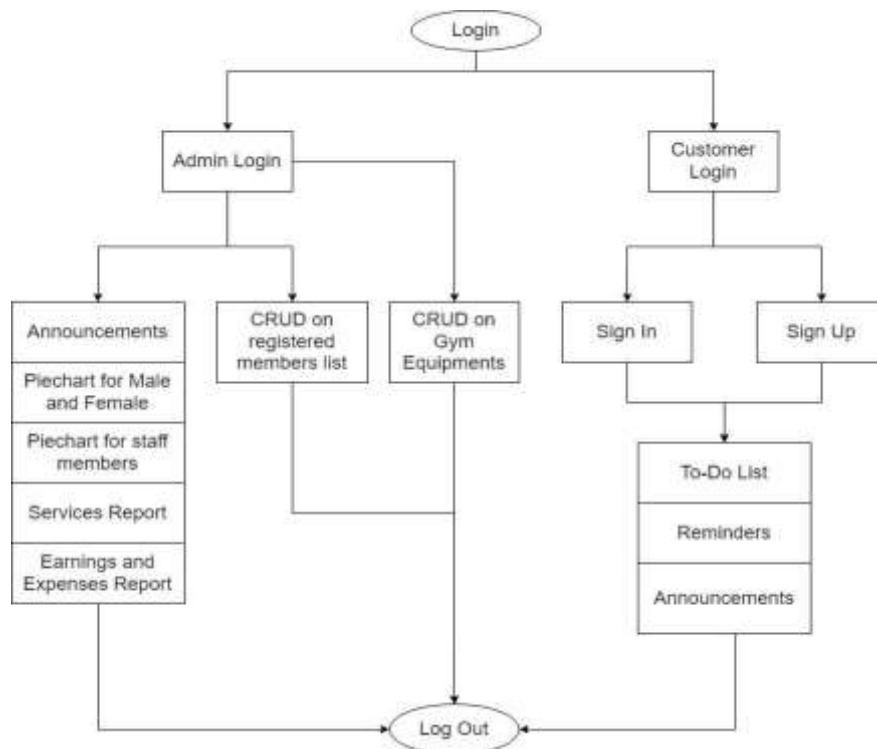 Login
Admin Login
Customer
Login
Announcements
Piechart for Male
and Female
Piechart for staff
members
Services Report
Earnings and
Expenses Report
CRUD on
registered
members list
CRUD on
Gym
Equipments
Sign In
Sign Up
To-Do List
Reminders
Announcements
Log Out